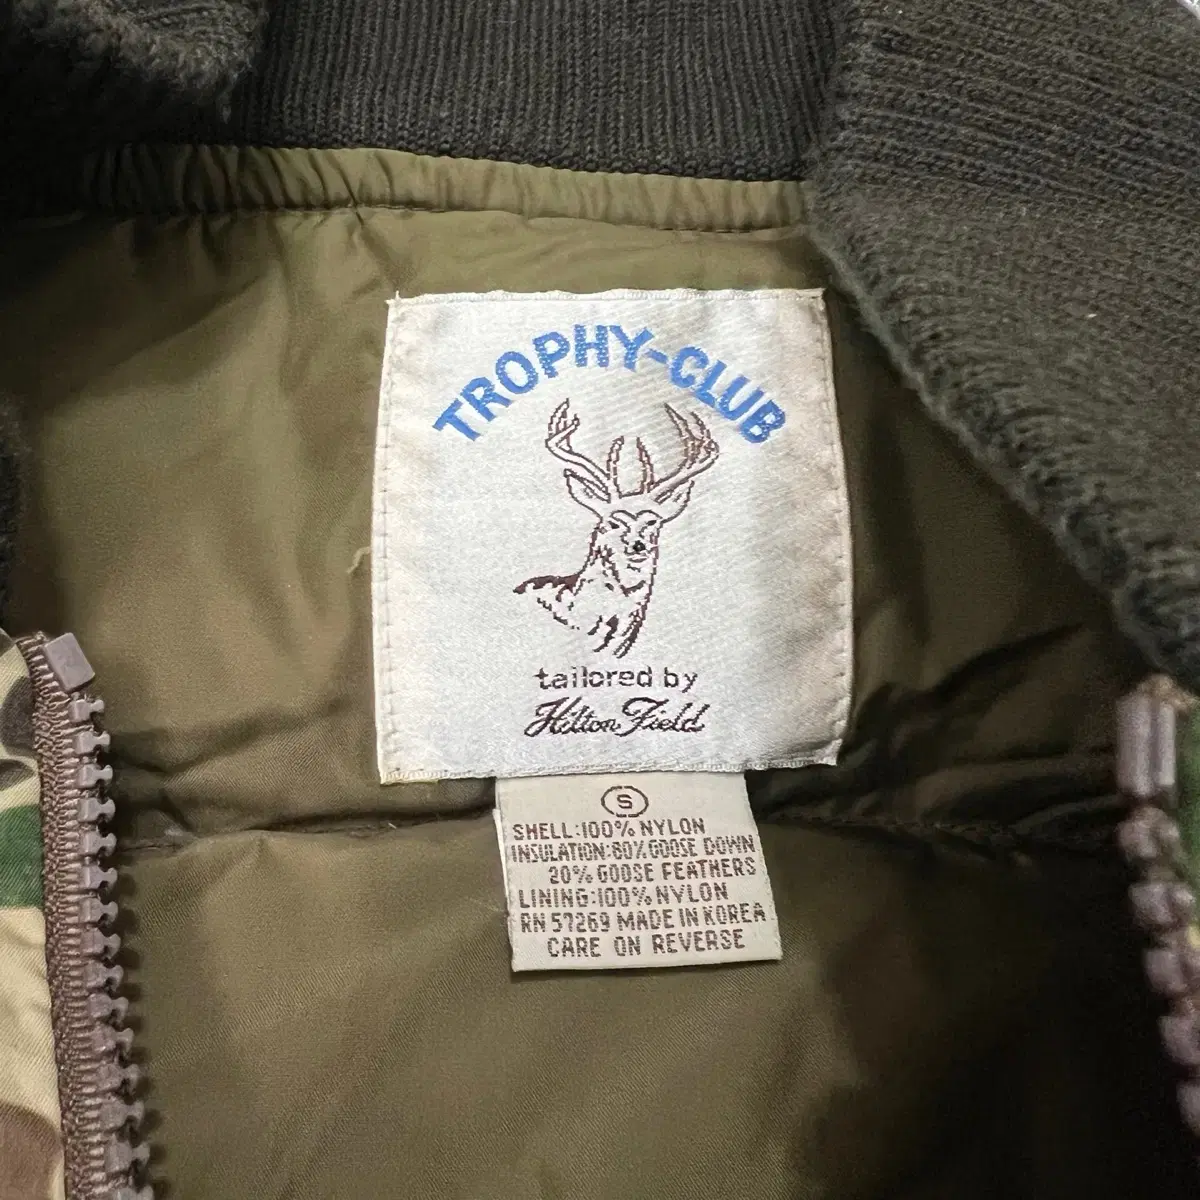 TROPHY-CLUB
tailored by
Hilton Field
S
SHELL:100% NYLON
INSULATION:80% GOOSE DOWN
20% GOOSE FEATHERS
LINING:100% NYLON
RN 57269 MADE IN KOREA
CARE ON REVERSE